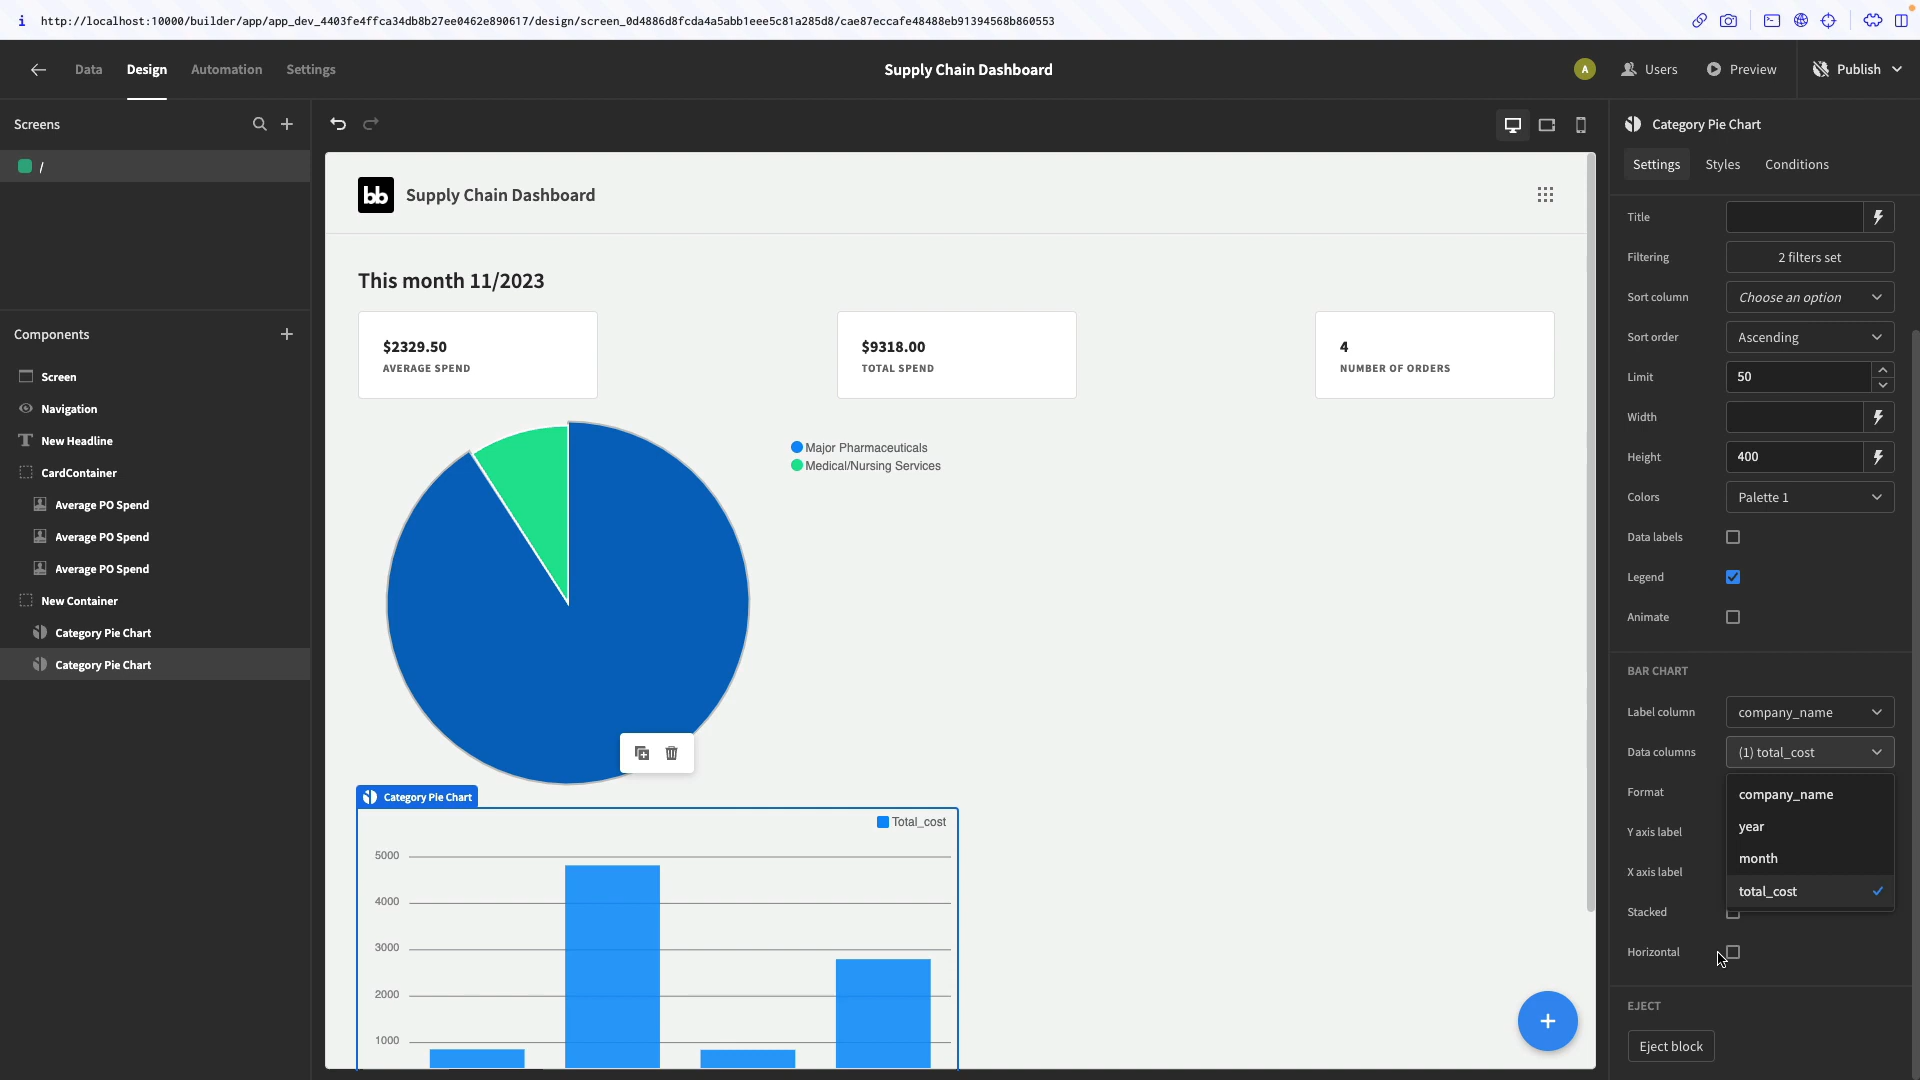 http://localhost:10000/builder/app/app_dev_4403fe4ffca34db8b27ee0462e890617/design/screen_0d4886d8fcda4a5abb1eee5c81a285d8/cae87eccafe48488eb91394568b860553
Data Design Automation Settings
Supply Chain Dashboard
A Users Preview Publish
Screens
/
Components
Screen
Navigation
New Headline
CardContainer
Average PO Spend
Average PO Spend
Average PO Spend
New Container
Category Pie Chart
Category Pie Chart
bb Supply Chain Dashboard
This month 11/2023
$2329.50
AVERAGE SPEND
$9318.00
TOTAL SPEND
4
NUMBER OF ORDERS
Major Pharmaceuticals
Medical/Nursing Services
Category Pie Chart
Total_cost
5000
4000
3000
2000
1000
Category Pie Chart
Settings Styles Conditions
Title
Filtering 2 filters set
Sort column Choose an option
Sort order Ascending
Limit 50
Width
Height 400
Colors Palette 1
Data labels
Legend
Animate
BAR CHART
Label column company_name
Data columns (1) total_cost
Format
Y axis label
X axis label
Stacked
Horizontal
company_name
year
month
total_cost
EJECT
Eject block